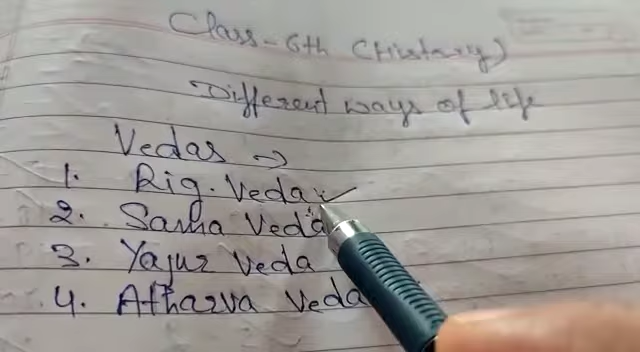 Class-6th (History)
Different ways of life
Vedas →
1. Rig. Veda ✓
2. Sama Veda
3. Yajur Veda
4. Atharva Veda